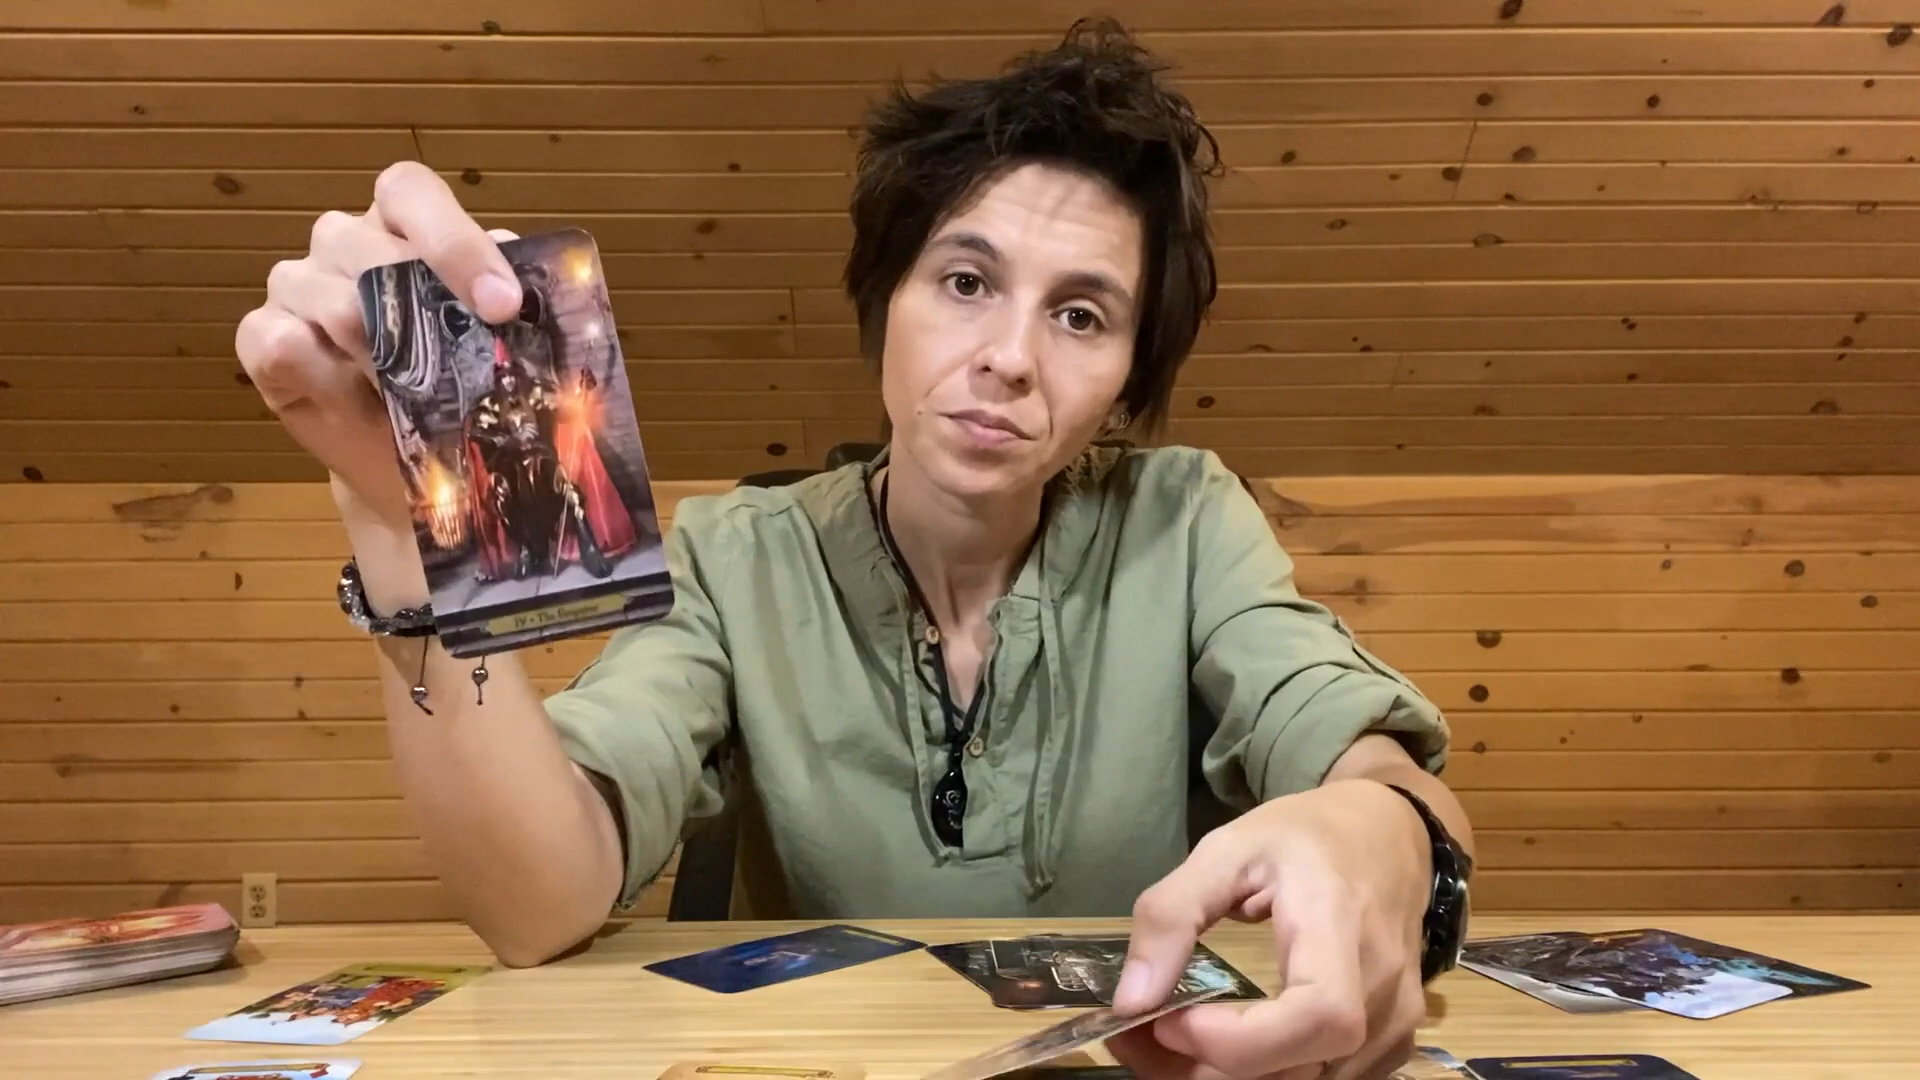 IV • The Emperor